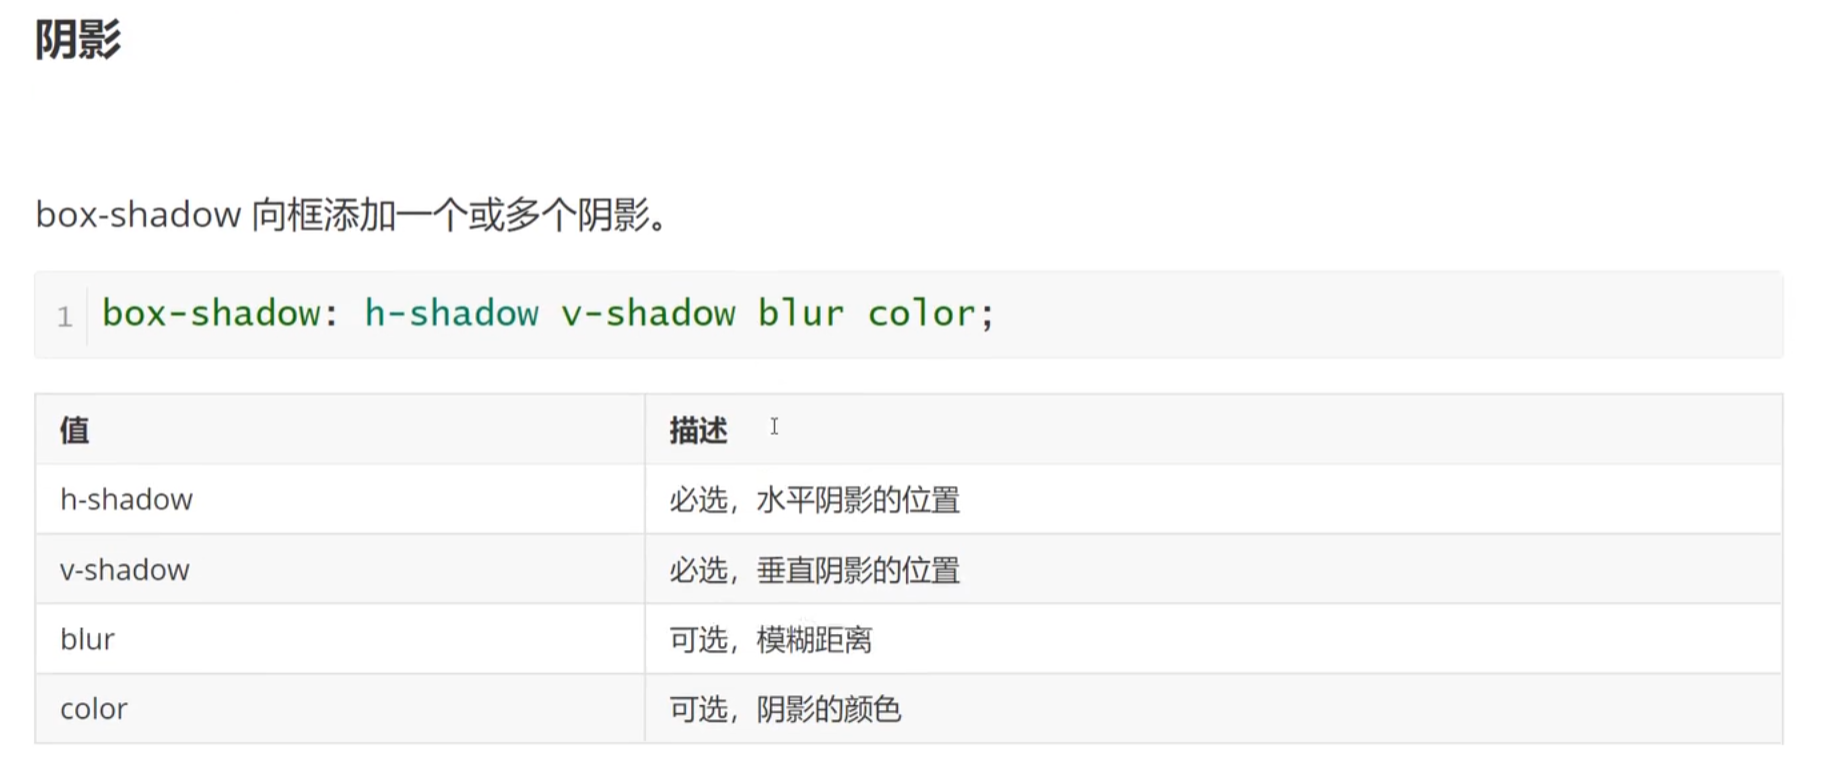 阴影
box-shadow 向框添加一个或多个阴影。
1 box-shadow: h-shadow v-shadow blur color;
值 描述
h-shadow 必选，水平阴影的位置
v-shadow 必选，垂直阴影的位置
blur 可选，模糊距离
color 可选，阴影的颜色